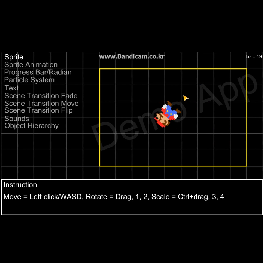 www.Bandicam.co.kr
Sprite
Sprite Animation
Progress Bar/Radian
Particle System
Text
Scene Transition Fade
Scene Transition Move
Scene Transition Flip
Sounds
Object Hierarchy
Demo App
Instruction
Move = Left click/WASD, Rotate = Drag, 1, 2, Scale = Ctrl+drag, 3, 4